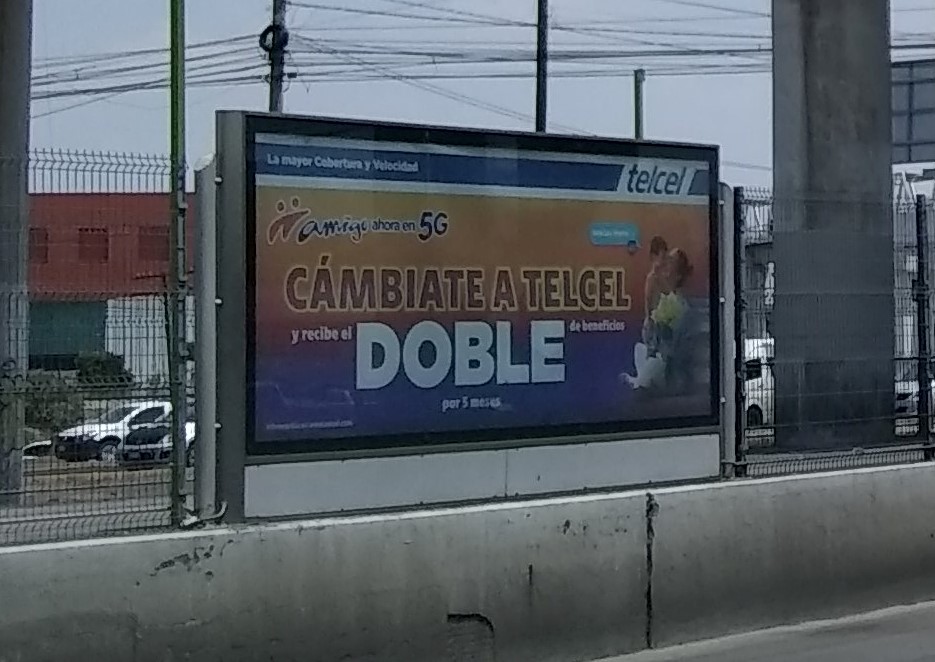 La mayor Cobertura y Velocidad
telcel
amigo ahora en 5G
CÁMBIATE A TELCEL
y recibe el DOBLE de beneficios
por 5 meses